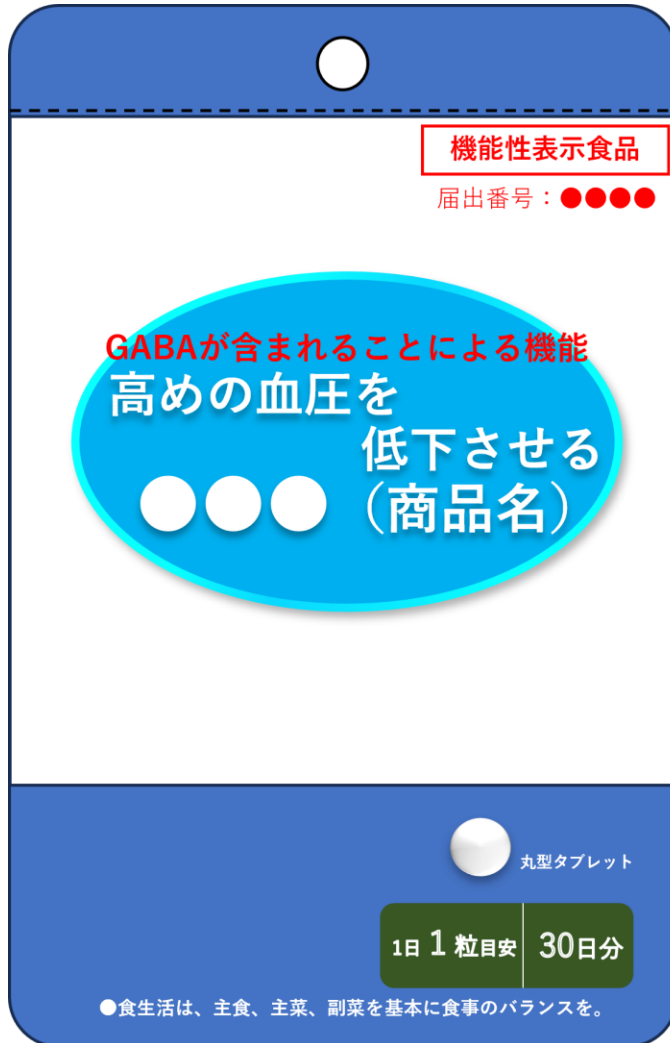 機能性表示食品
届出番号：●●●●
GABAが含まれることによる機能
高めの血圧を
低下させる
●●●（商品名）
丸型タブレット
1日1粒目安 30日分
●食生活は、主食、主菜、副菜を基本に食事のバランスを。